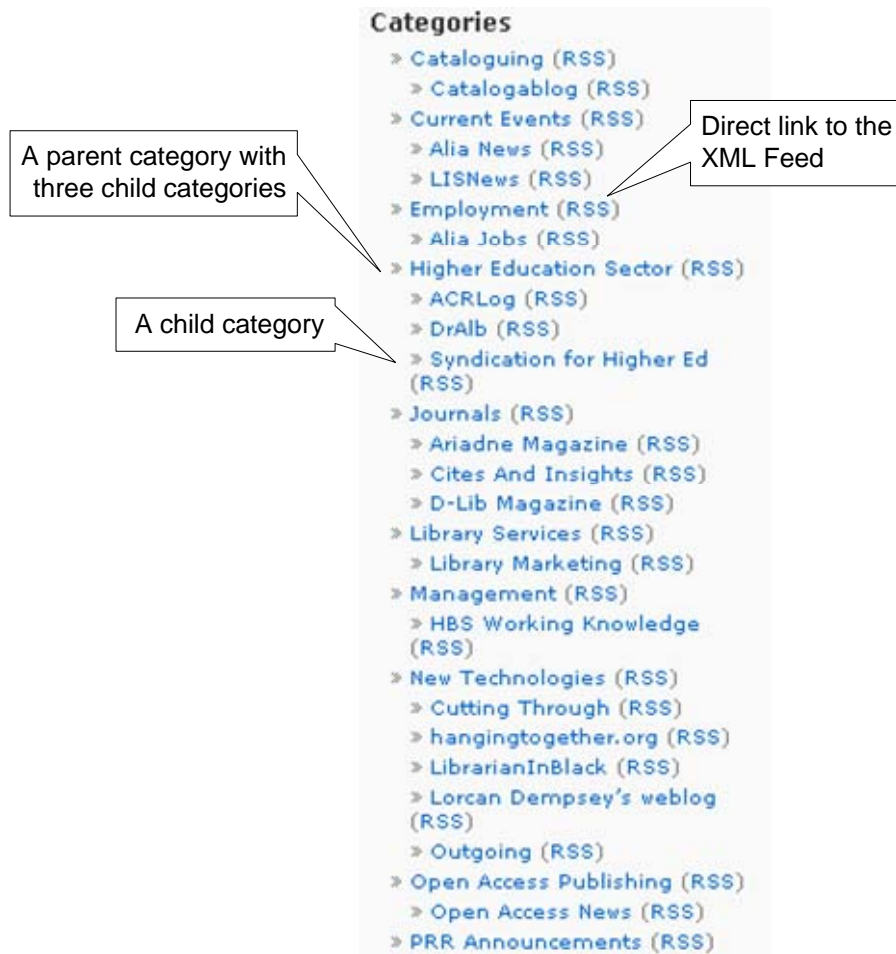 Categories
» Cataloguing (RSS)
» Catalogablog (RSS)
» Current Events (RSS)
» Alia News (RSS)
» LISNews (RSS)
» Employment (RSS)
» Alia Jobs (RSS)
» Higher Education Sector (RSS)
» ACRLog (RSS)
» DrAlb (RSS)
» Syndication for Higher Ed
(RSS)
» Journals (RSS)
» Ariadne Magazine (RSS)
» Cites And Insights (RSS)
» D-Lib Magazine (RSS)
» Library Services (RSS)
» Library Marketing (RSS)
» Management (RSS)
» HBS Working Knowledge
(RSS)
» New Technologies (RSS)
» Cutting Through (RSS)
» hangingtogether.org (RSS)
» LibrarianInBlack (RSS)
» Lorcan Dempsey's weblog
(RSS)
» Outgoing (RSS)
» Open Access Publishing (RSS)
» Open Access News (RSS)
» PRR Announcements (RSS)
Direct link to the
XML Feed
A parent category with
three child categories
A child category